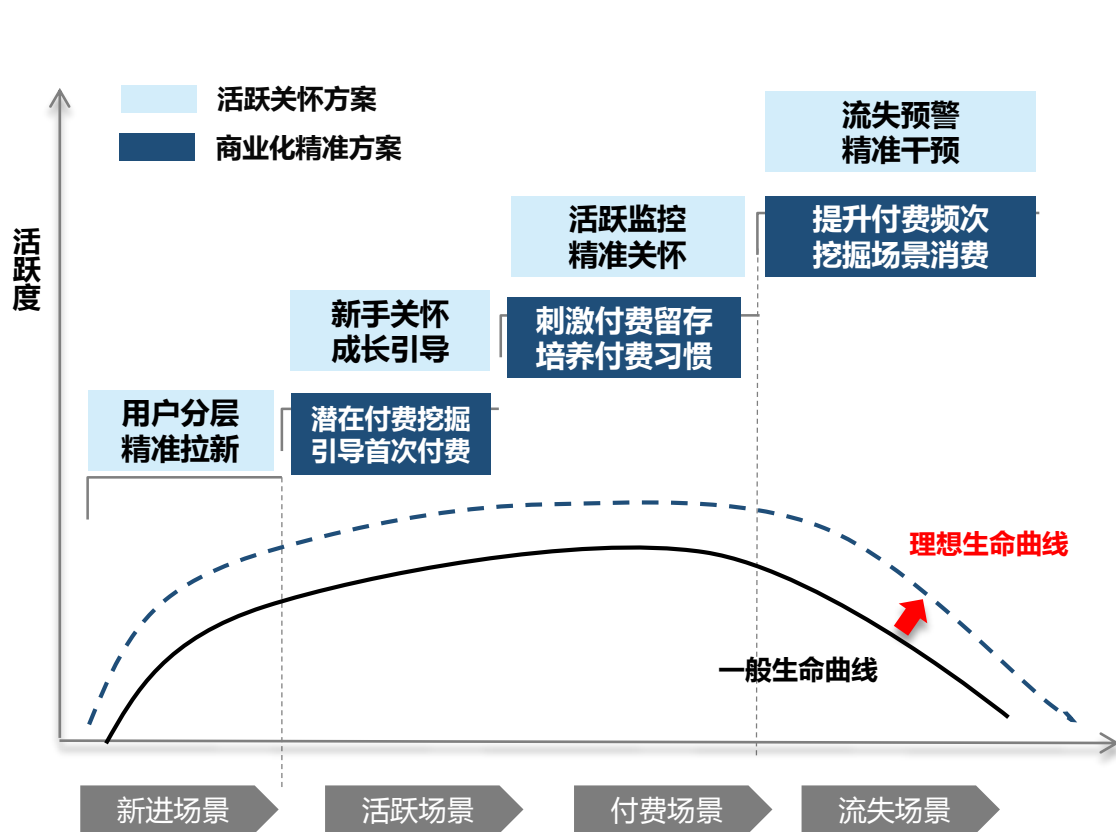 活跃关怀方案
商业化精准方案
流失预警
精准干预
活跃度
活跃监控
精准关怀
提升付费频次
挖掘场景消费
新手关怀
成长引导
刺激付费留存
培养付费习惯
用户分层
精准拉新
潜在付费挖掘
引导首次付费
理想生命曲线
一般生命曲线
新进场景
活跃场景
付费场景
流失场景